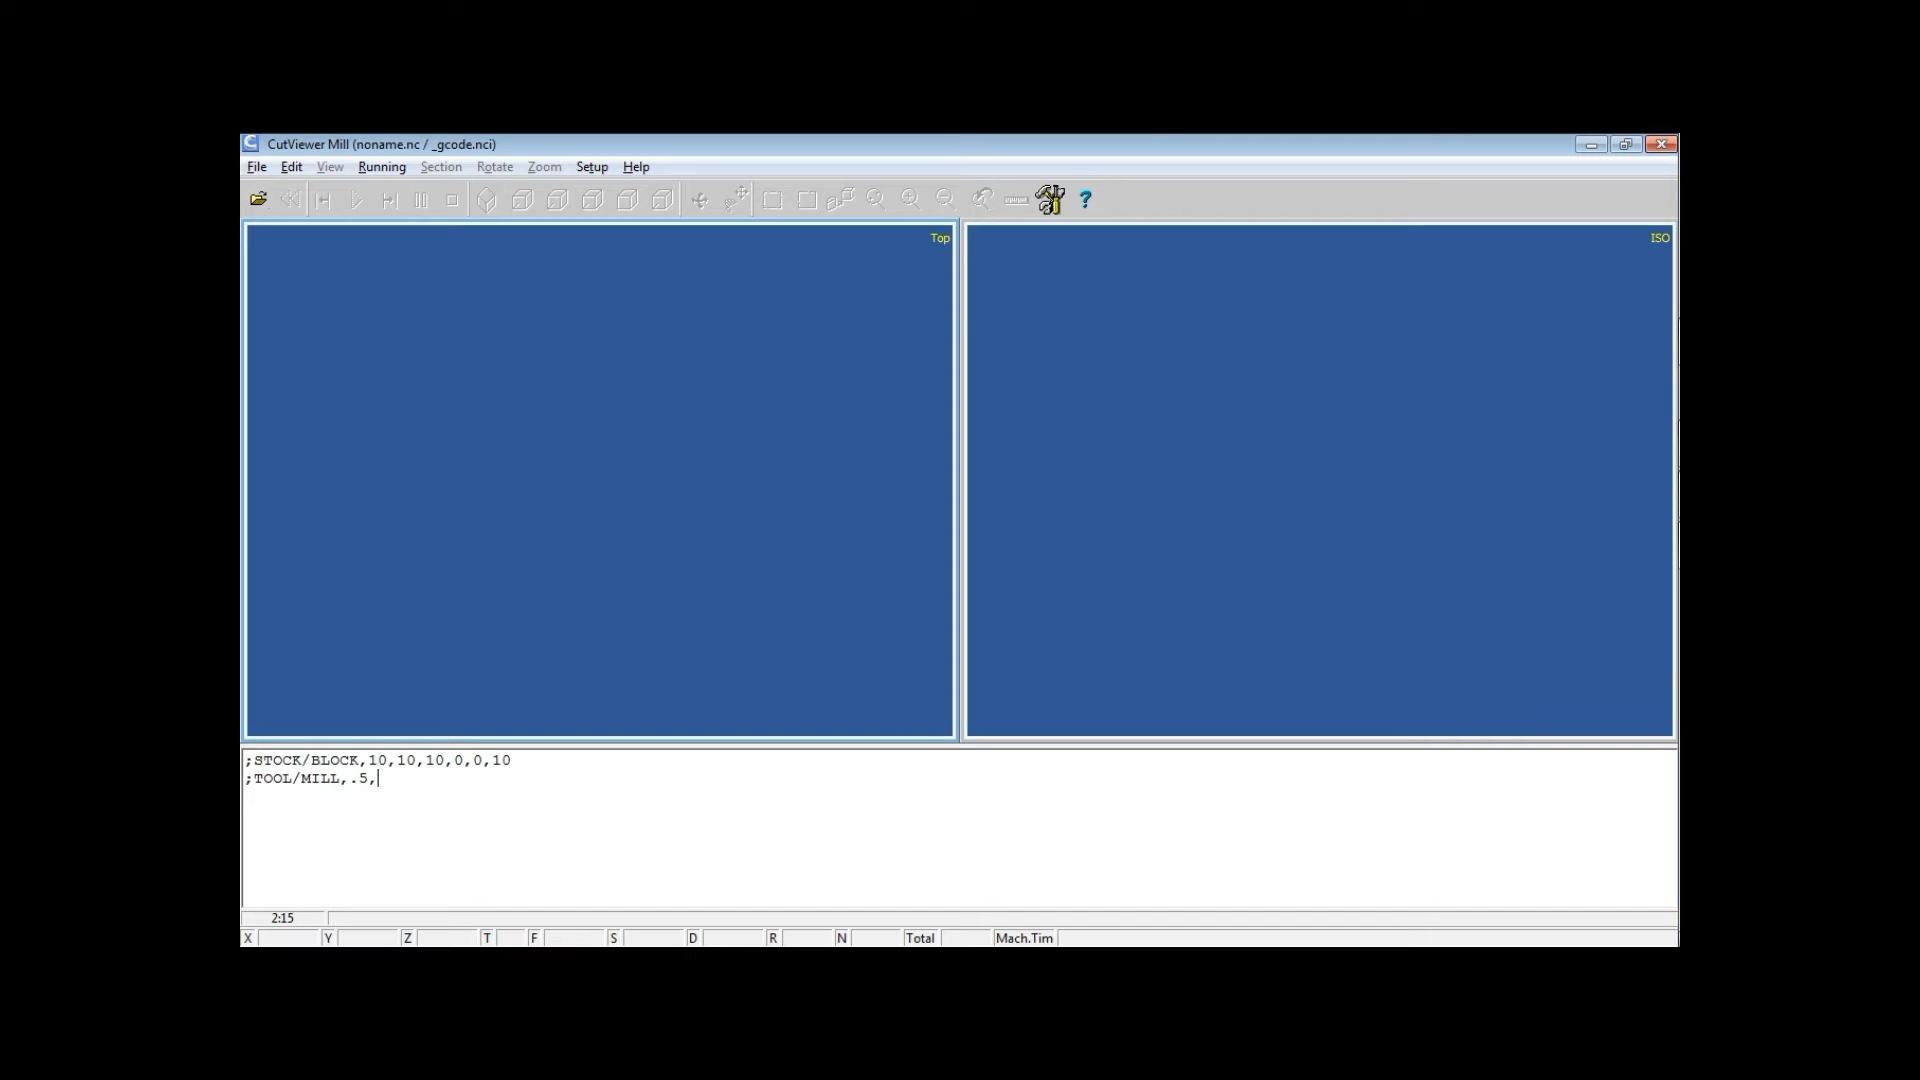 CutViewer Mill (noname.nc / _gcode.nci)
File Edit View Running Section Rotate Zoom Setup Help
Top
ISO
;STOCK/BLOCK,10,10,10,0,0,10
;TOOL/MILL,.5,
2:15
X Y Z T F S D R N Total Mach.Tim